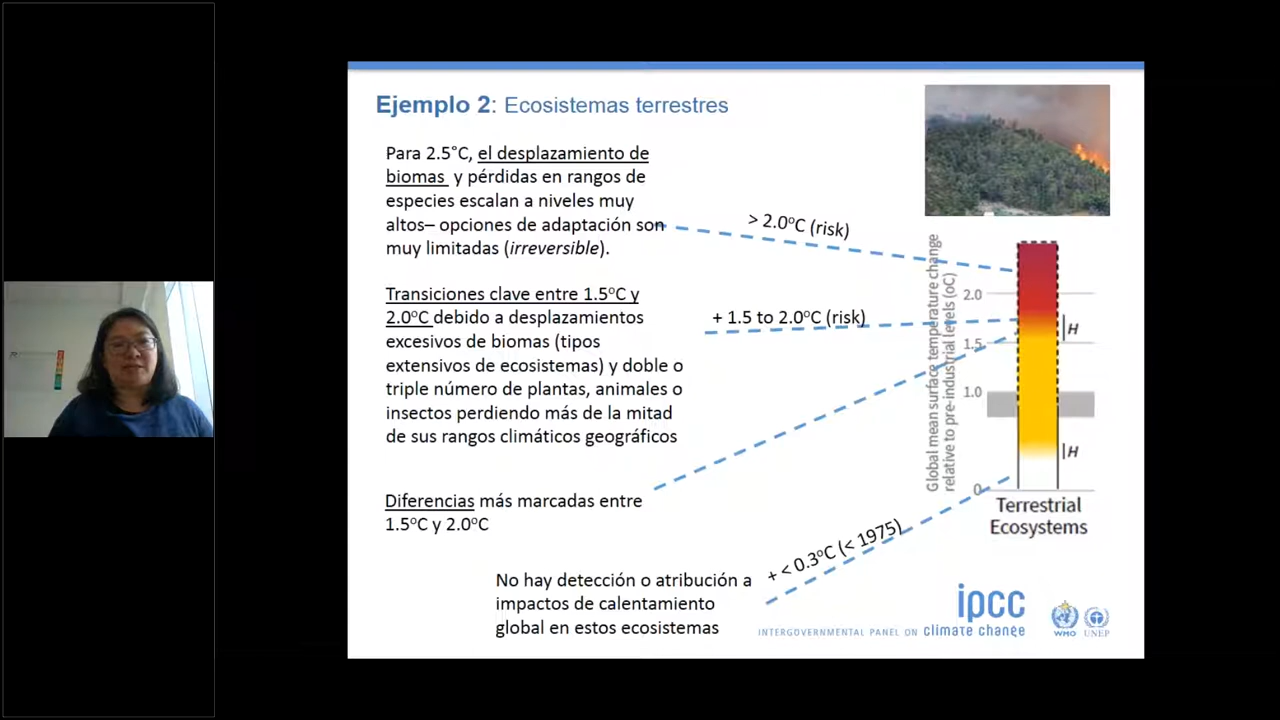 Ejemplo 2: Ecosistemas terrestres
Para 2.5°C, el desplazamiento de
biomas y pérdidas en rangos de
especies escalan a niveles muy
altos– opciones de adaptación son
muy limitadas (irreversible).
> 2.0°C (risk)
Transiciones clave entre 1.5°C y
2.0°C debido a desplazamientos
excesivos de biomas (tipos
extensivos de ecosistemas) y doble o
triple número de plantas, animales o
insectos perdiendo más de la mitad
de sus rangos climáticos geográficos
+ 1.5 to 2.0°C (risk)
Diferencias más marcadas entre
1.5°C y 2.0°C
No hay detección o atribución a
impactos de calentamiento
global en estos ecosistemas
+ < 0.3°C (< 1975)
Global mean surface temperature change
relative to pre-industrial levels (oC)
2.0
1.5
1.0
0
H
H
Terrestrial
Ecosystems
ipcc
INTERGOVERNMENTAL PANEL ON climate change
WMO
UNEP